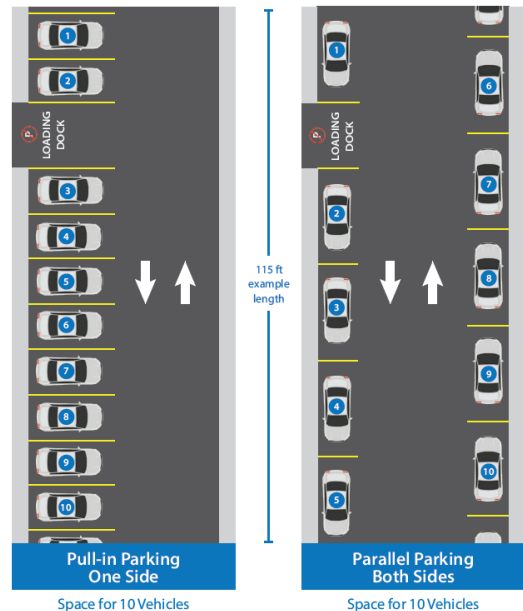 1
2
P
LOADING
DOCK
3
4
5
6
7
8
9
10
Pull-in Parking
One Side
Space for 10 Vehicles
115 ft
example
length
1
P
LOADING
DOCK
2
3
4
5
6
7
8
9
10
Parallel Parking
Both Sides
Space for 10 Vehicles